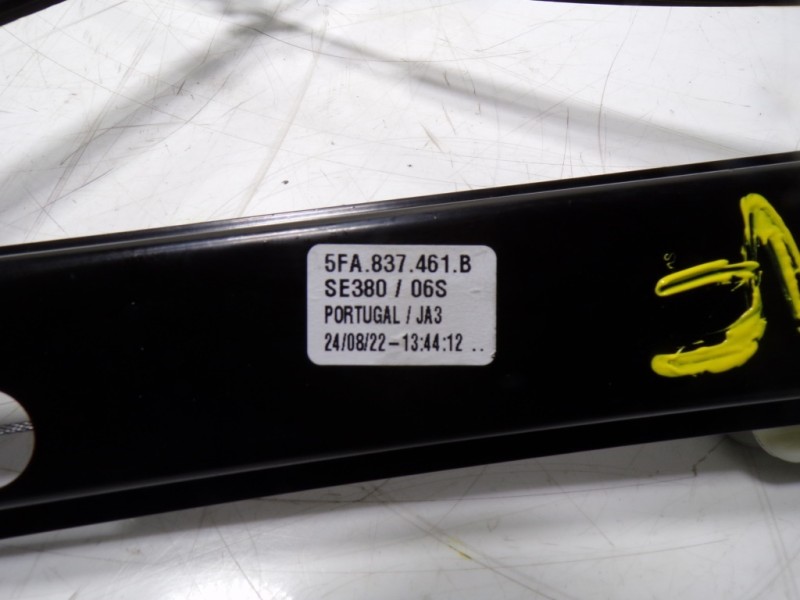 5FA.837.461.B
SE380 / 06S
PORTUGAL / JA3
24/08/22-13:44:12 ..